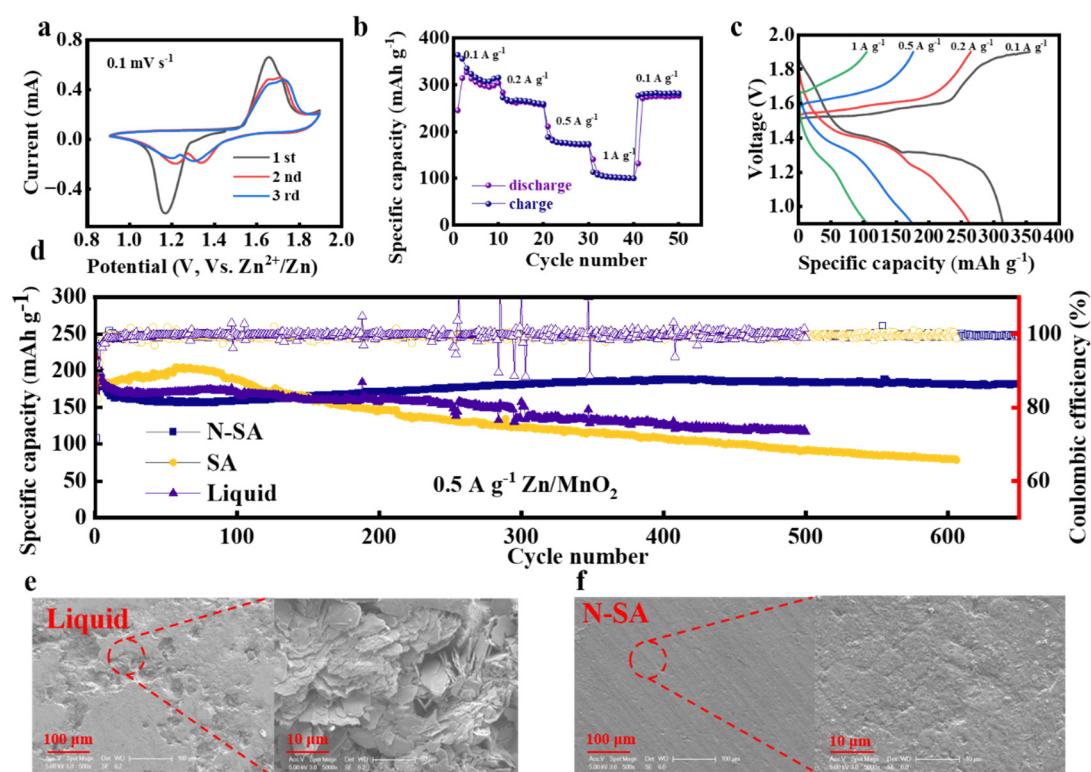 a
0.1 mV s⁻¹
Current (mA)
0.8
0.4
0.0
−0.4
1 st
2 nd
3 rd
0.8 1.0 1.2 1.4 1.6 1.8 2.0
Potential (V, Vs. Zn²⁺/Zn)
b
Specific capacity (mAh g⁻¹)
400
300
200
100
0
0.1 A g⁻¹
0.2 A g⁻¹
0.5 A g⁻¹
1 A g⁻¹
0.1 A g⁻¹
discharge
charge
0 10 20 30 40 50
Cycle number
c
Voltage (V)
2.0
1.8
1.6
1.4
1.2
1.0
1 A g⁻¹ 0.5 A g⁻¹ 0.2 A g⁻¹ 0.1 A g⁻¹
0 50 100 150 200 250 300 350 400
Specific capacity (mAh g⁻¹)
d
Specific capacity (mAh g⁻¹)
300
250
200
150
100
50
0
N-SA
SA
Liquid
0.5 A g⁻¹ Zn/MnO₂
100
80
60
Coulombic efficiency (%)
0 100 200 300 400 500 600
Cycle number
e
Liquid
100 μm
10 μm
f
N-SA
100 μm
10 μm